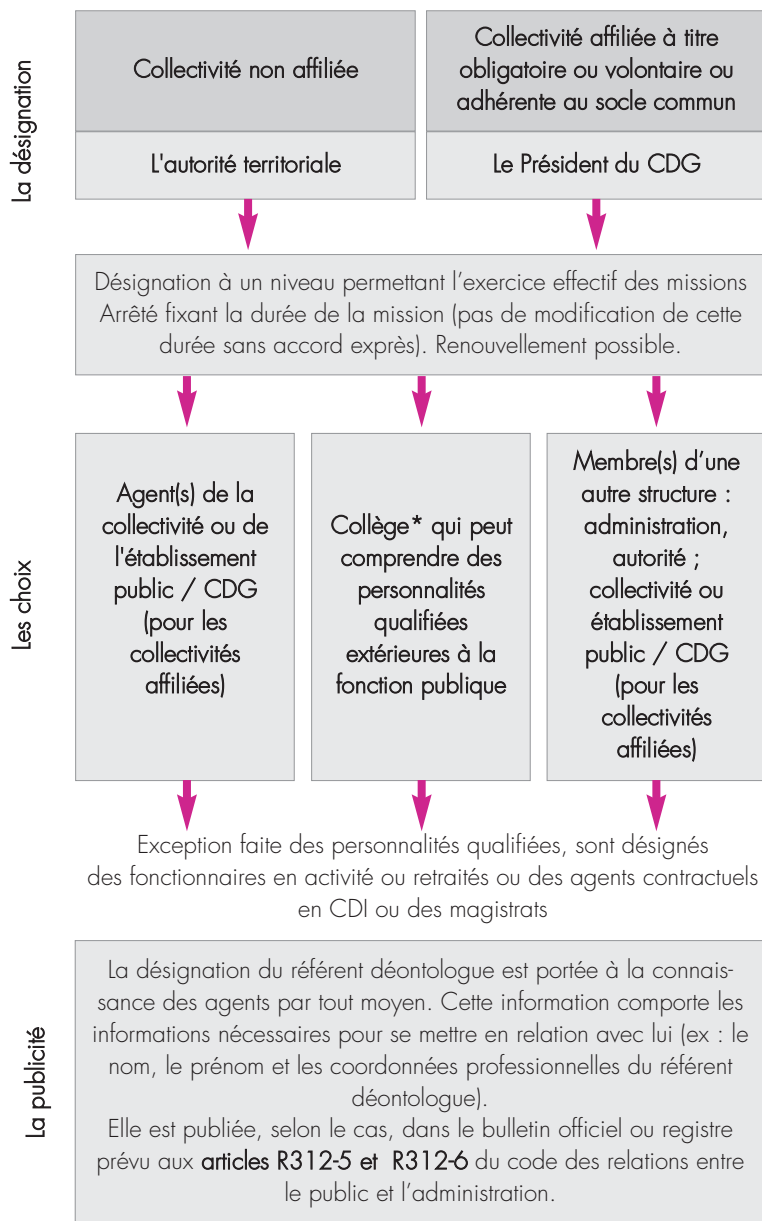 La désignation
Collectivité non affiliée
Collectivité affiliée à titre
obligatoire ou volontaire ou
adhérente au socle commun
L'autorité territoriale
Le Président du CDG
Désignation à un niveau permettant l’exercice effectif des missions
Arrêté fixant la durée de la mission (pas de modification de cette
durée sans accord exprès). Renouvellement possible.
Les choix
Agent(s) de la
collectivité ou de
l'établissement
public / CDG
(pour les
collectivités
affiliées)
Collège* qui peut
comprendre des
personnalités
qualifiées
extérieures à la
fonction publique
Membre(s) d’une
autre structure :
administration,
autorité ;
collectivité ou
établissement
public / CDG
(pour les
collectivités
affiliées)
Exception faite des personnalités qualifiées, sont désignés
des fonctionnaires en activité ou retraités ou des agents contractuels
en CDI ou des magistrats
La publicité
La désignation du référent déontologue est portée à la connais-
sance des agents par tout moyen. Cette information comporte les
informations nécessaires pour se mettre en relation avec lui (ex : le
nom, le prénom et les coordonnées professionnelles du référent
déontologue).
Elle est publiée, selon le cas, dans le bulletin officiel ou registre
prévu aux articles R312-5 et R312-6 du code des relations entre
le public et l’administration.